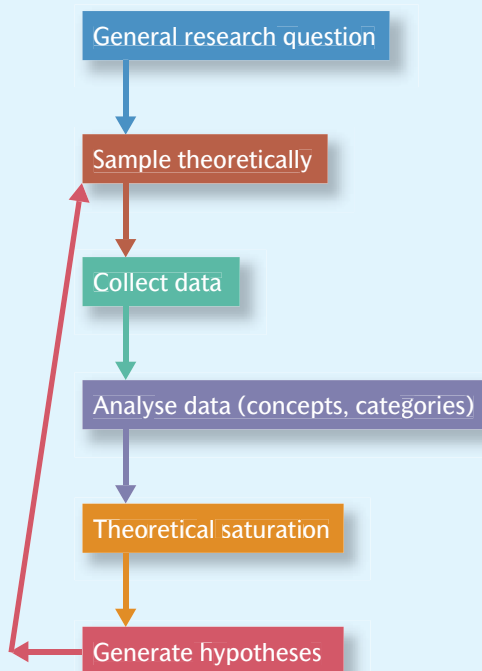 General research question
Sample theoretically
Collect data
Analyse data (concepts, categories)
Theoretical saturation
Generate hypotheses